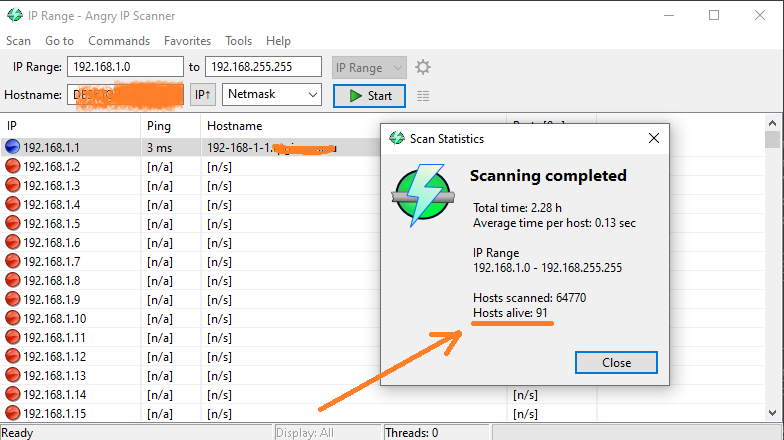 IP Range - Angry IP Scanner
Scan Go to Commands Favorites Tools Help
IP Range: 192.168.1.0 to 192.168.255.255 IP Range
Hostname: IP↑ Netmask Start
IP Ping Hostname
192.168.1.1 3 ms 192-168-1-1.
192.168.1.2 [n/a] [n/s]
192.168.1.3 [n/a] [n/s]
192.168.1.4 [n/a] [n/s]
192.168.1.5 [n/a] [n/s]
192.168.1.6 [n/a] [n/s]
192.168.1.7 [n/a] [n/s]
192.168.1.8 [n/a] [n/s]
192.168.1.9 [n/a] [n/s]
192.168.1.10 [n/a] [n/s]
192.168.1.11 [n/a] [n/s]
192.168.1.12 [n/a] [n/s]
192.168.1.13 [n/a] [n/s]
192.168.1.14 [n/a] [n/s] [n/s]
192.168.1.15 [n/a] [n/s] [n/s]
Scan Statistics
Scanning completed
Total time: 2.28 h
Average time per host: 0.13 sec
IP Range
192.168.1.0 - 192.168.255.255
Hosts scanned: 64770
Hosts alive: 91
Close
Ready Display: All Threads: 0